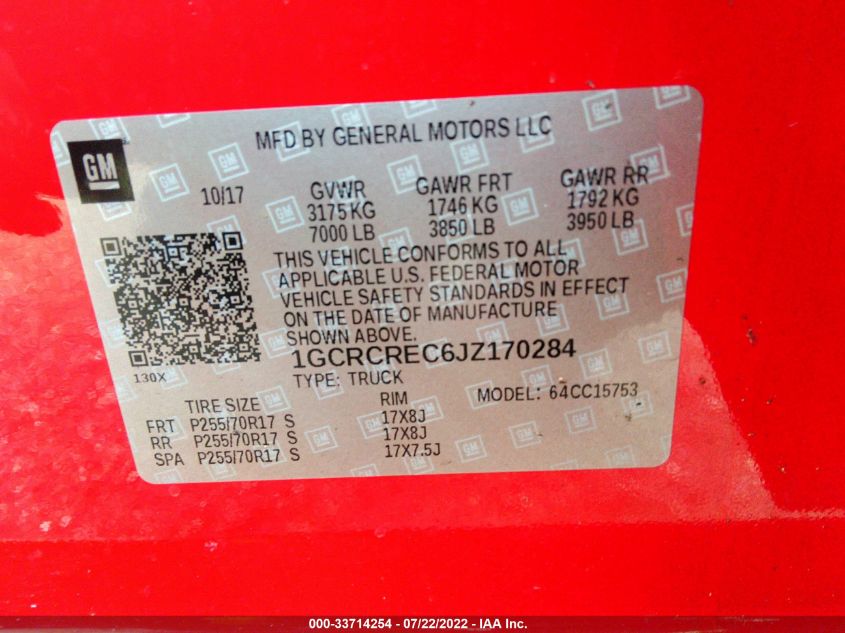 MFD BY GENERAL MOTORS LLC
GM
10/17 GVWR GAWR FRT GAWR RR
3175 KG 1746 KG 1792 KG
7000 LB 3850 LB 3950 LB
THIS VEHICLE CONFORMS TO ALL
APPLICABLE U.S. FEDERAL MOTOR
VEHICLE SAFETY STANDARDS IN EFFECT
ON THE DATE OF MANUFACTURE
SHOWN ABOVE.
1GCRCREC6JZ170284
130X
TYPE: TRUCK MODEL: 64CC15753
TIRE SIZE RIM
FRT P255/70R17 S 17X8J
RR P255/70R17 S 17X8J
SPA P255/70R17 S 17X7.5J
000-33714254 - 07/22/2022 - IAA Inc.